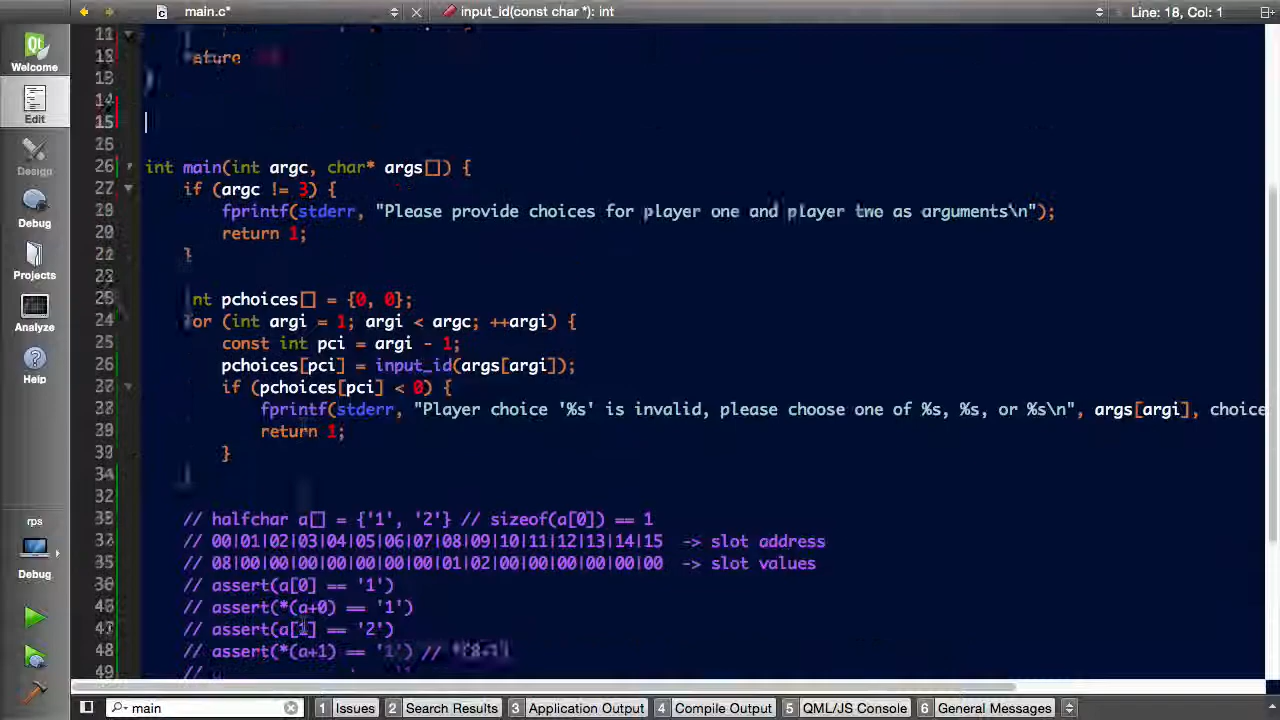 main.c*
input_id(const char *): int
Line: 18, Col: 1
Welcome
Edit
Design
Debug
Projects
Analyze
Help
rps
Debug
int main(int argc, char* args[]) {
if (argc != 3) {
fprintf(stderr, "Please provide choices for player one and player two as arguments\n");
return 1;
}
int pchoices[] = {0, 0};
for (int argi = 1; argi < argc; ++argi) {
const int pci = argi - 1;
pchoices[pci] = input_id(args[argi]);
if (pchoices[pci] < 0) {
fprintf(stderr, "Player choice '%s' is invalid, please choose one of %s, %s, or %s\n", args[argi], choice
return 1;
}
}
// halfchar a[] = {'1', '2'} // sizeof(a[0]) == 1
// 00|01|02|03|04|05|06|07|08|09|10|11|12|13|14|15 -> slot address
// 08|00|00|00|00|00|00|00|01|02|00|00|00|00|00|00 -> slot values
// assert(a[0] == '1')
// assert(*(a+0) == '1')
// assert(a[1] == '2')
// assert(*(a+1) == '1') //
main
1 Issues
2 Search Results
3 Application Output
4 Compile Output
5 QML/JS Console
6 General Messages